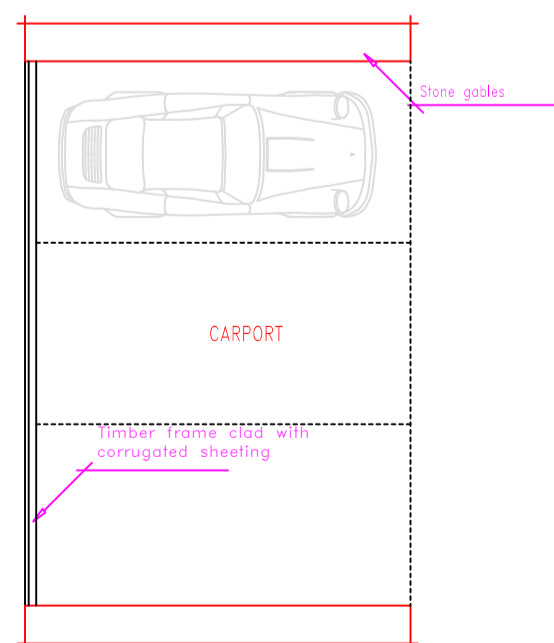 Stone gables
CARPORT
Timber frame clad with
corrugated sheeting